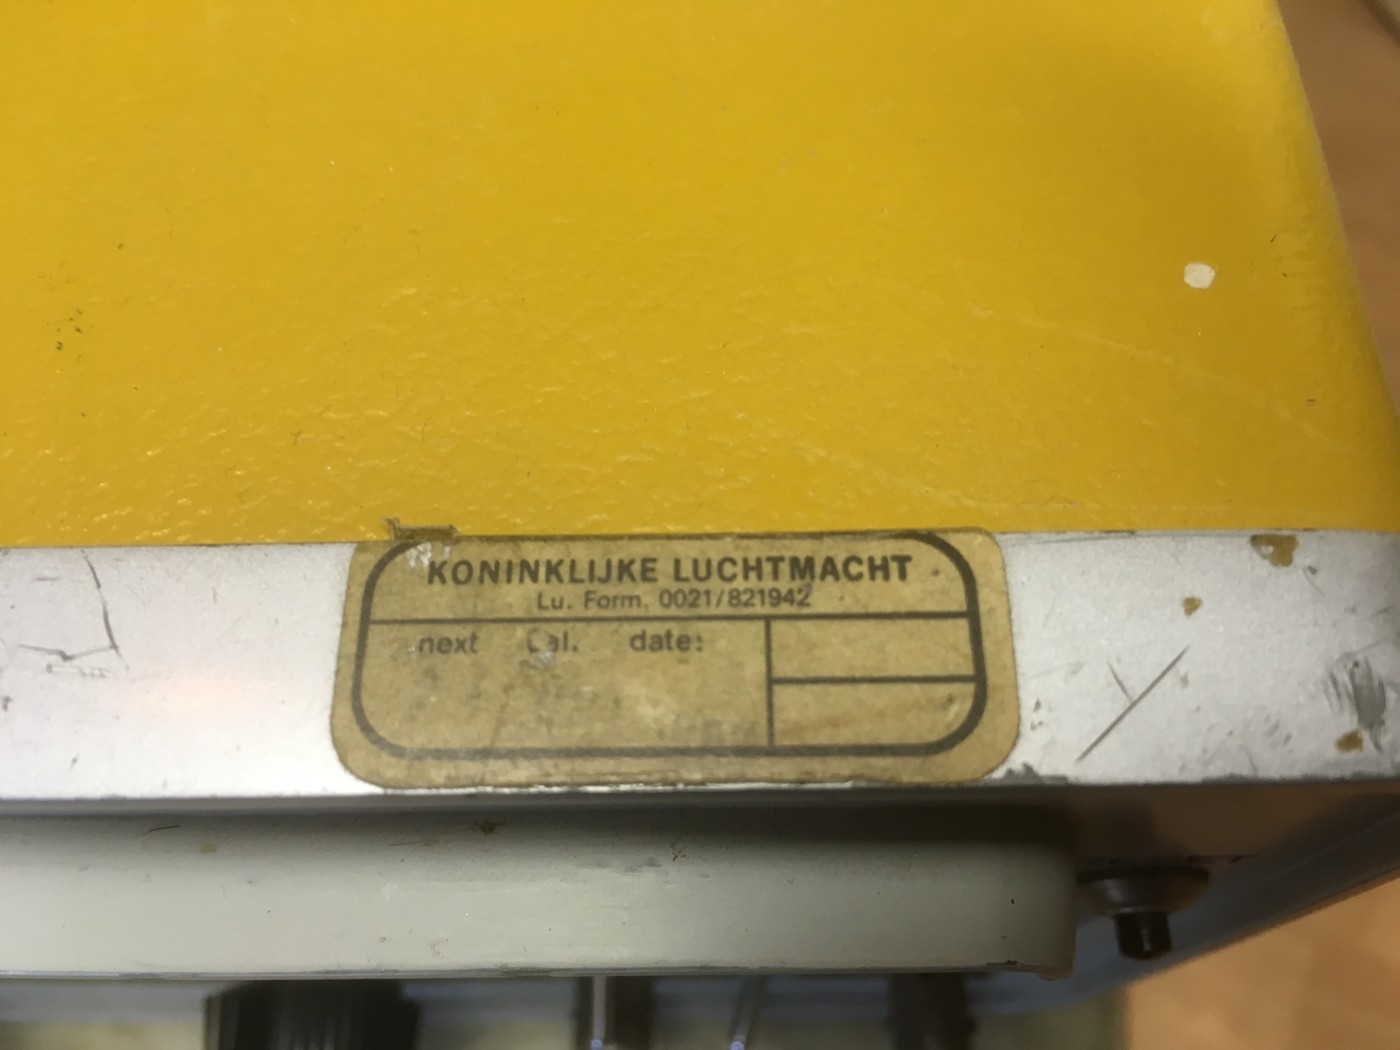 KONINKLIJKE LUCHTMACHT
Lu. Form. 0021/821942
next Cal. date: